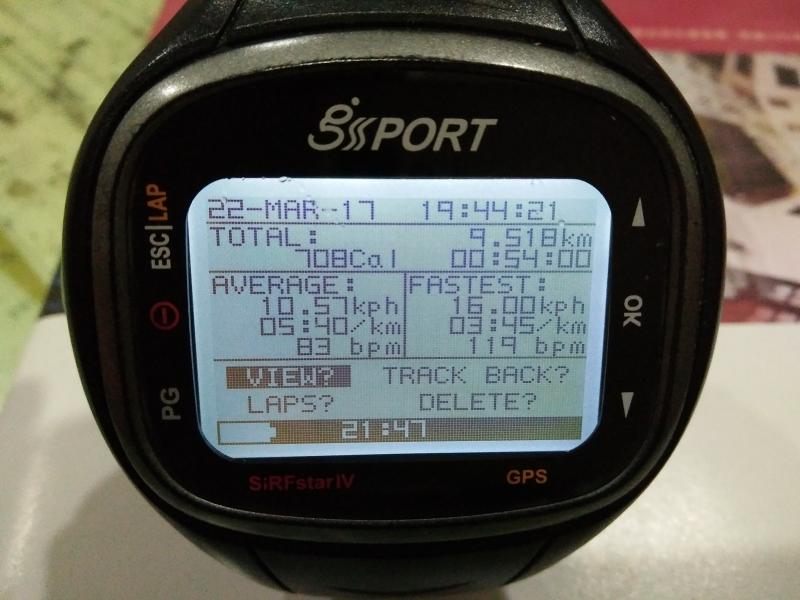 gsSPORT
22-MAR-17 19:44:21
TOTAL: 9.518km
708Cal 00:54:00
AVERAGE: FASTEST:
10.57kph 16.00kph
05:40/km 03:45/km
83 bpm 119 bpm
VIEW? TRACK BACK?
LAPS? DELETE?
21:47
ESC|LAP
PG
OK
SiRFstarIV GPS